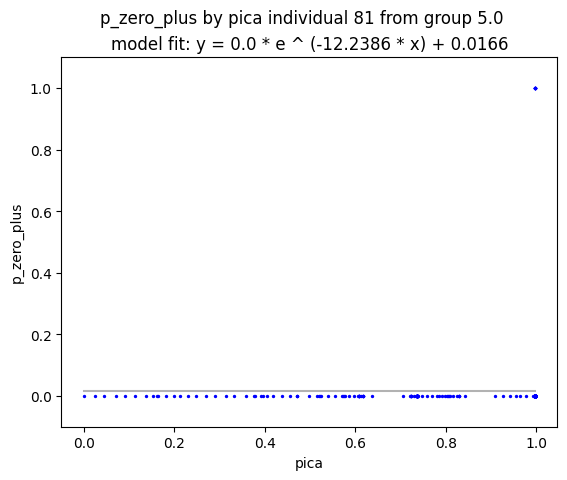 p_zero_plus by pica individual 81 from group 5.0
model fit: y = 0.0 * e ^ (-12.2386 * x) + 0.0166
1.0
0.8
0.6
0.4
0.2
0.0
p_zero_plus
0.0 0.2 0.4 0.6 0.8 1.0
pica